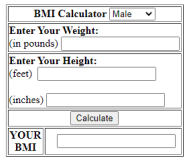 BMI Calculator Male
Enter Your Weight:
(in pounds)
Enter Your Height:
(feet)
(inches)
Calculate
YOUR
BMI